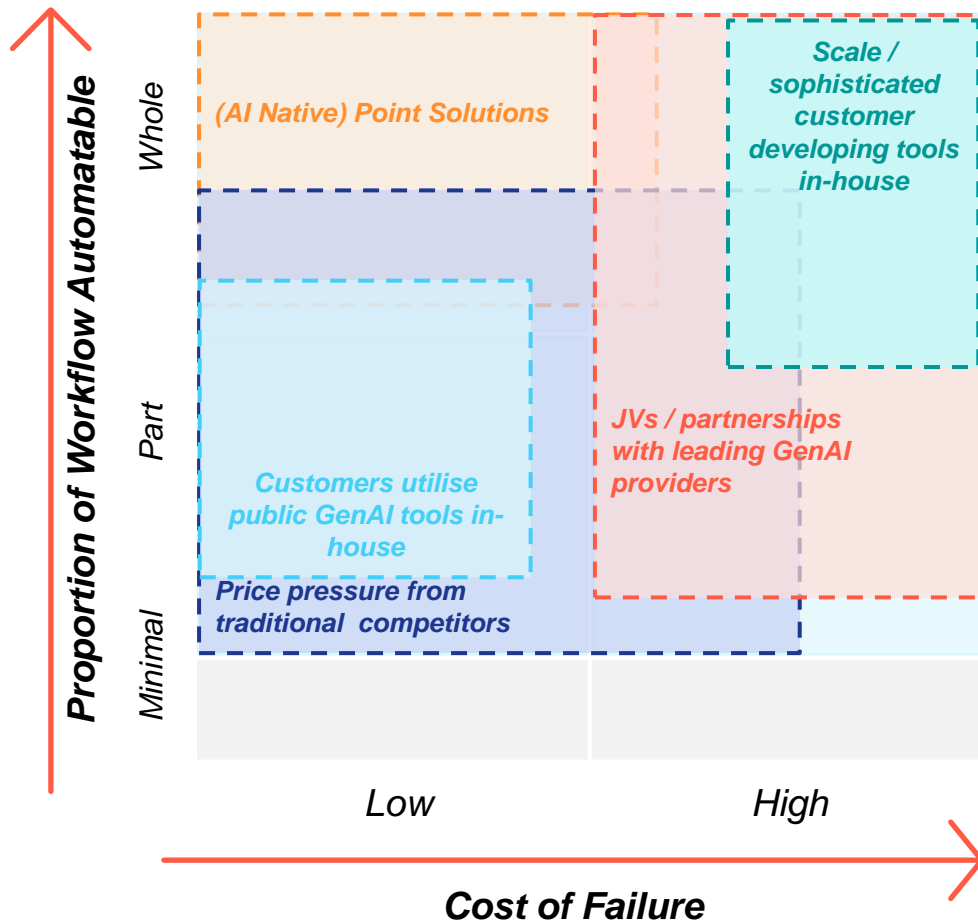 Proportion of Workflow Automatable
Whole
Part
Minimal
(AI Native) Point Solutions
Scale /
sophisticated
customer
developing tools
in-house
JVs / partnerships
with leading GenAI
providers
Customers utilise
public GenAI tools in-
house
Price pressure from
traditional  competitors
Low
High
Cost of Failure